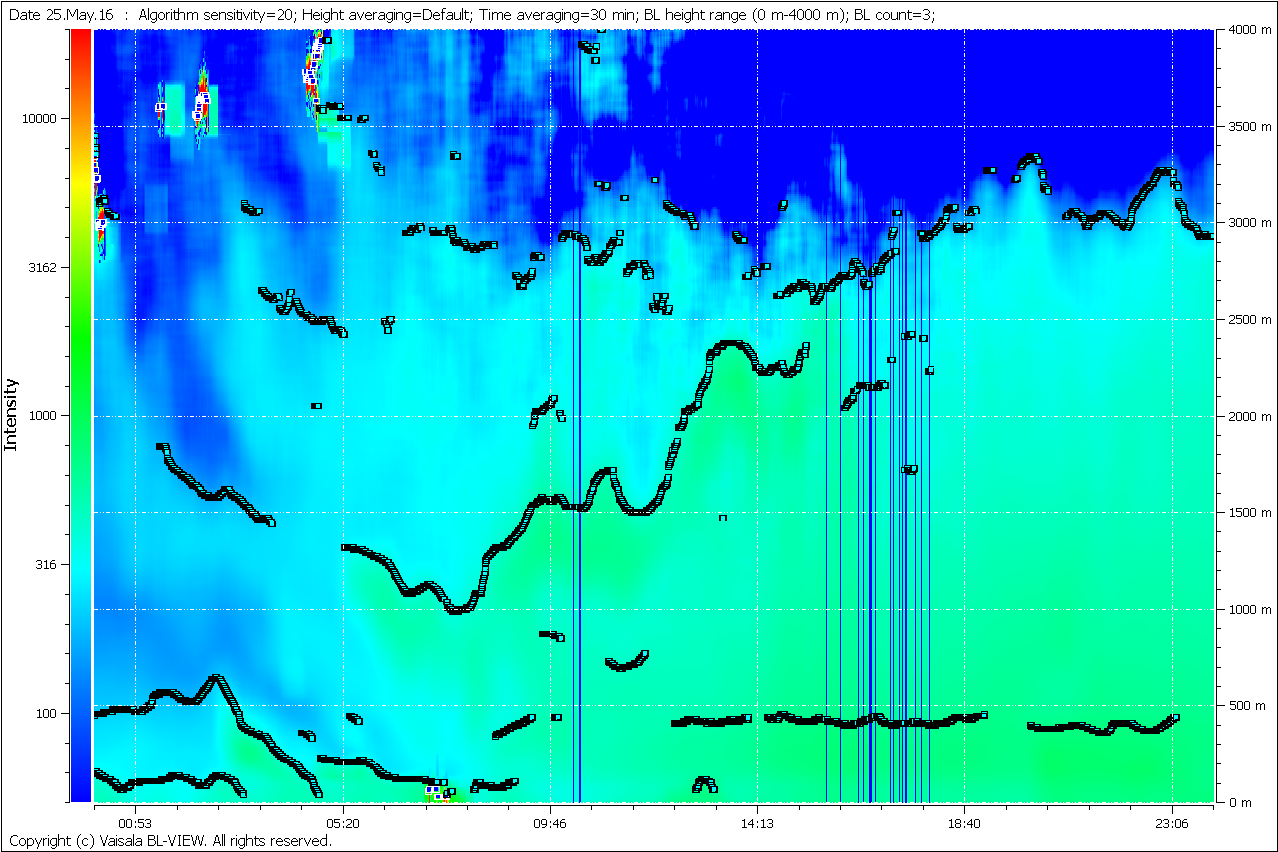 Date 25.May.16 : Algorithm sensitivity=20; Height averaging=Default; Time averaging=30 min; BL height range (0 m-4000 m); BL count=3;
4000 m
10000
3500 m
3000 m
3162
2500 m
Intensity
1000
2000 m
1500 m
316
1000 m
100
500 m
0 m
00:53 05:20 09:46 14:13 18:40 23:06
Copyright (c) Vaisala BL-VIEW. All rights reserved.